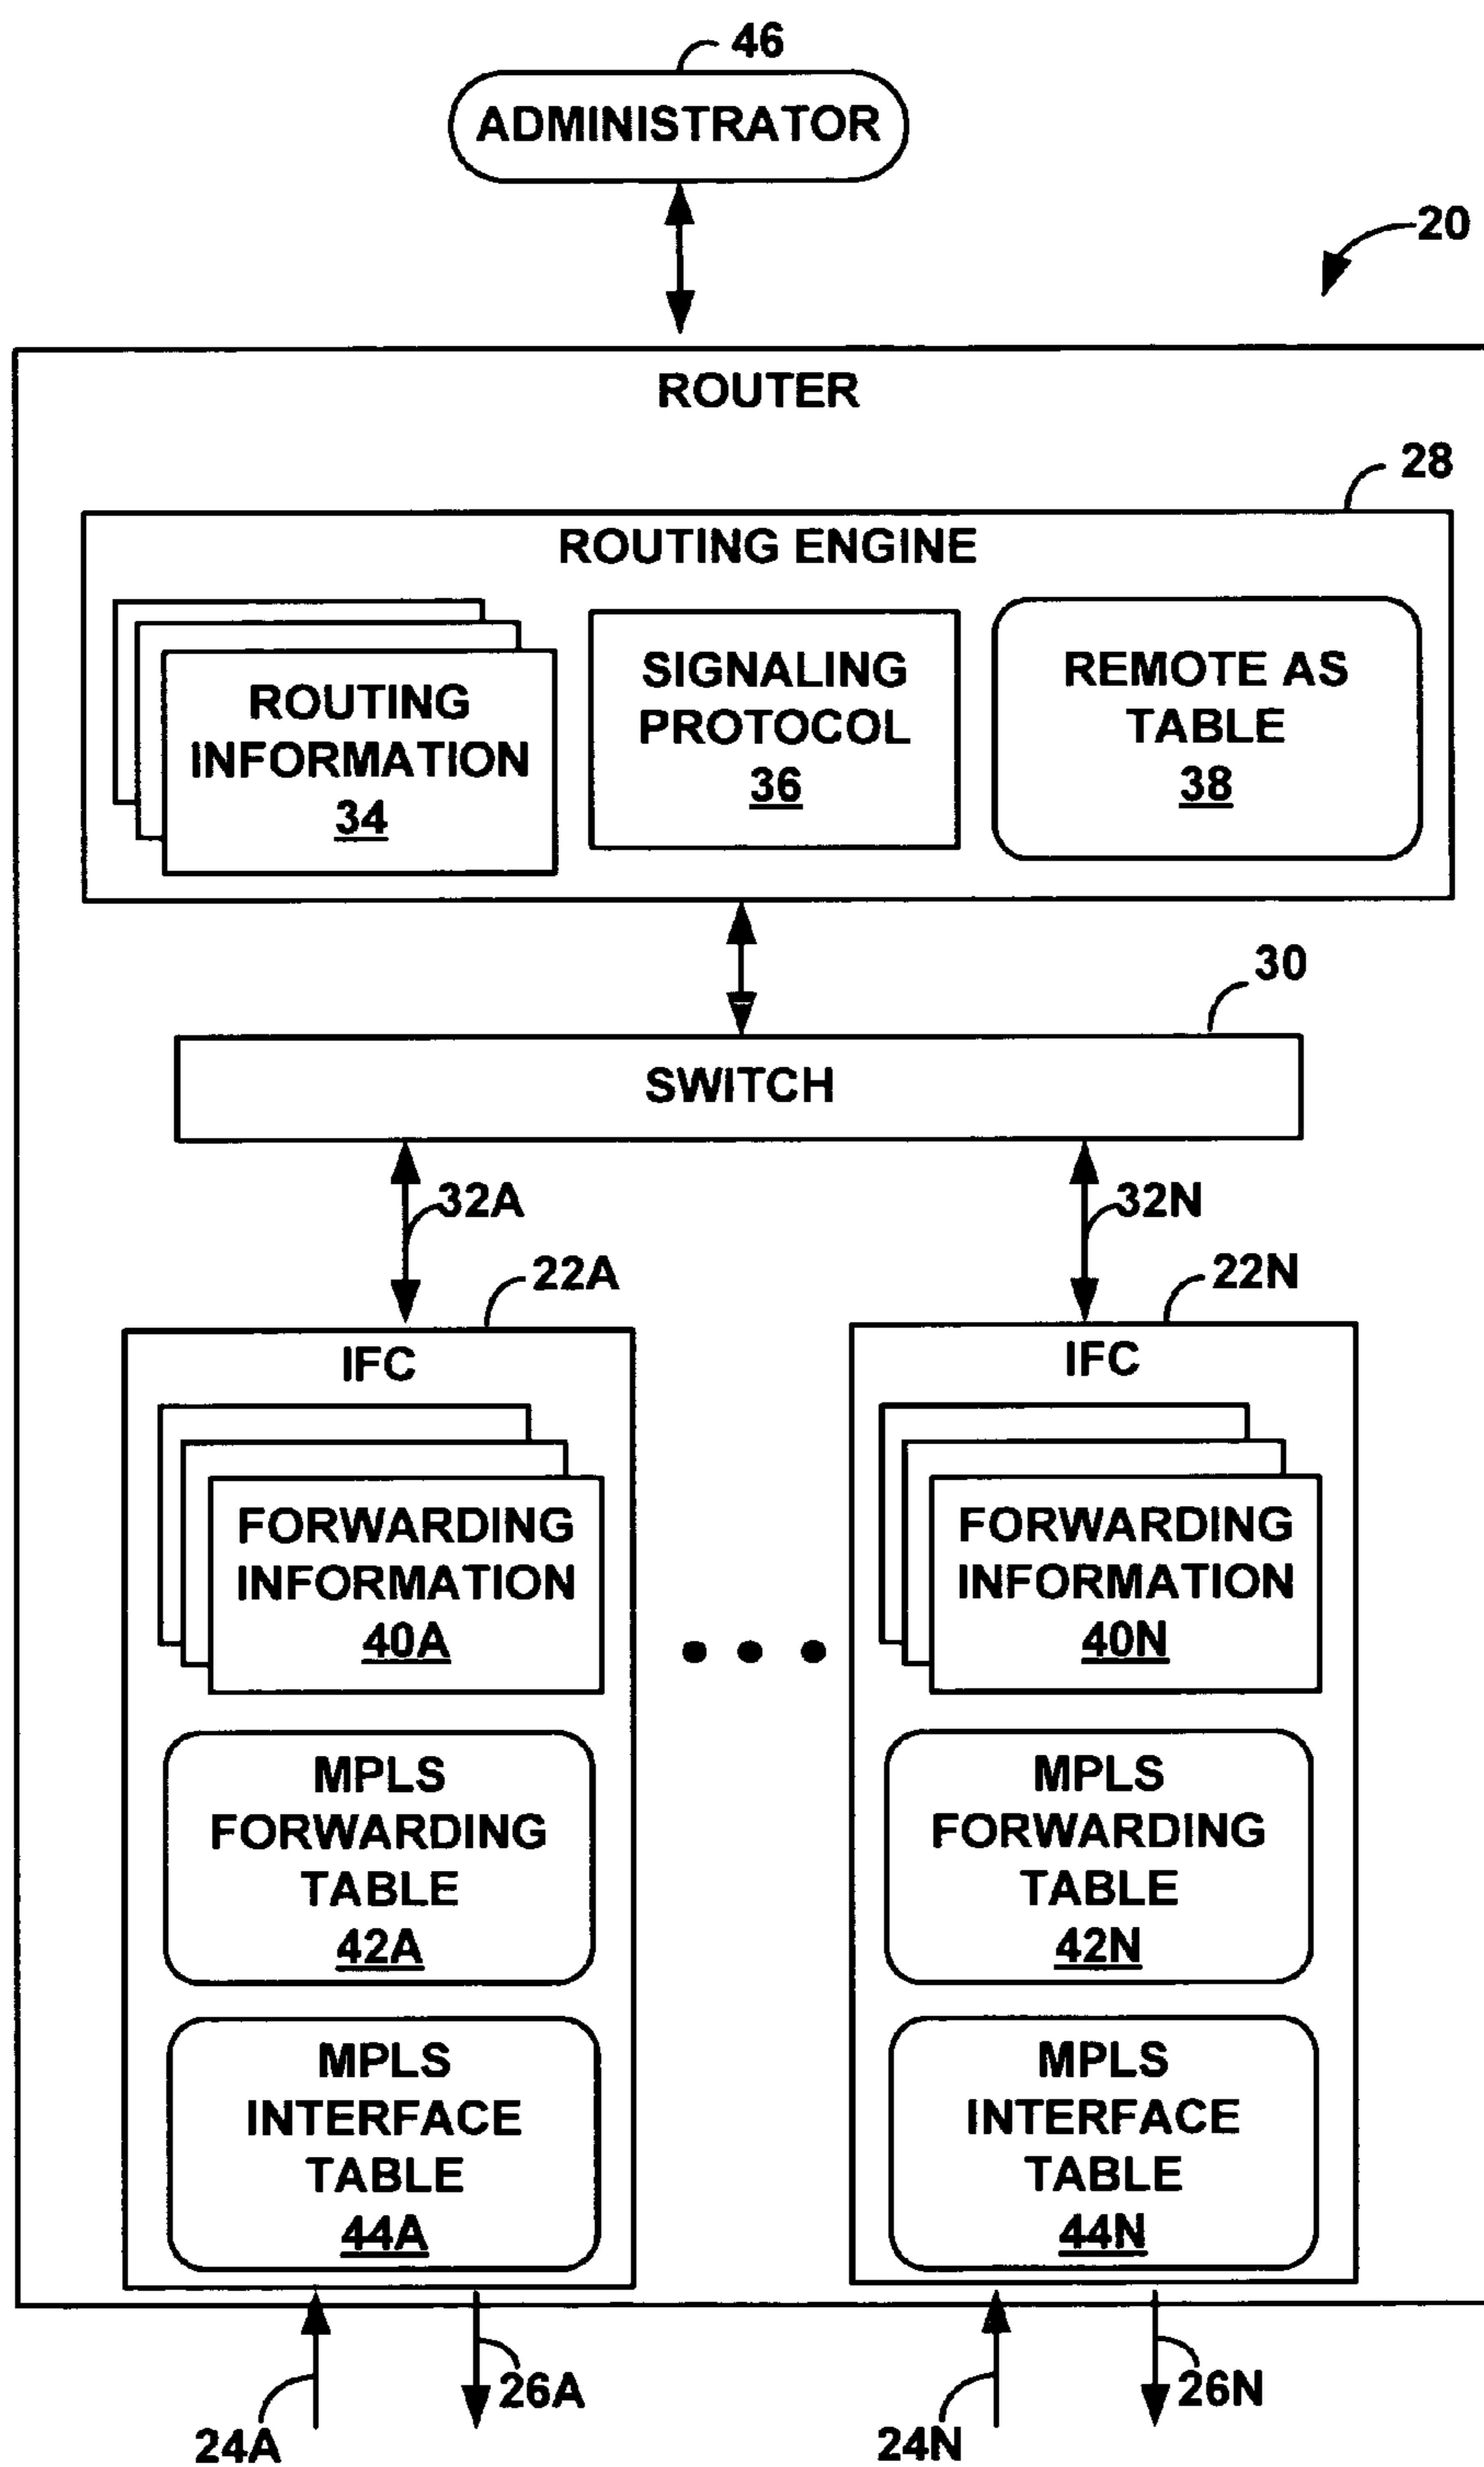 46
ADMINISTRATOR
20
ROUTER
28
ROUTING ENGINE
ROUTING
INFORMATION
34
SIGNALING
PROTOCOL
36
REMOTE AS
TABLE
38
30
SWITCH
32A
32N
22A
22N
IFC
FORWARDING
INFORMATION
40A
MPLS
FORWARDING
TABLE
42A
MPLS
INTERFACE
TABLE
44A
IFC
FORWARDING
INFORMATION
40N
MPLS
FORWARDING
TABLE
42N
MPLS
INTERFACE
TABLE
44N
24A
26A
24N
26N